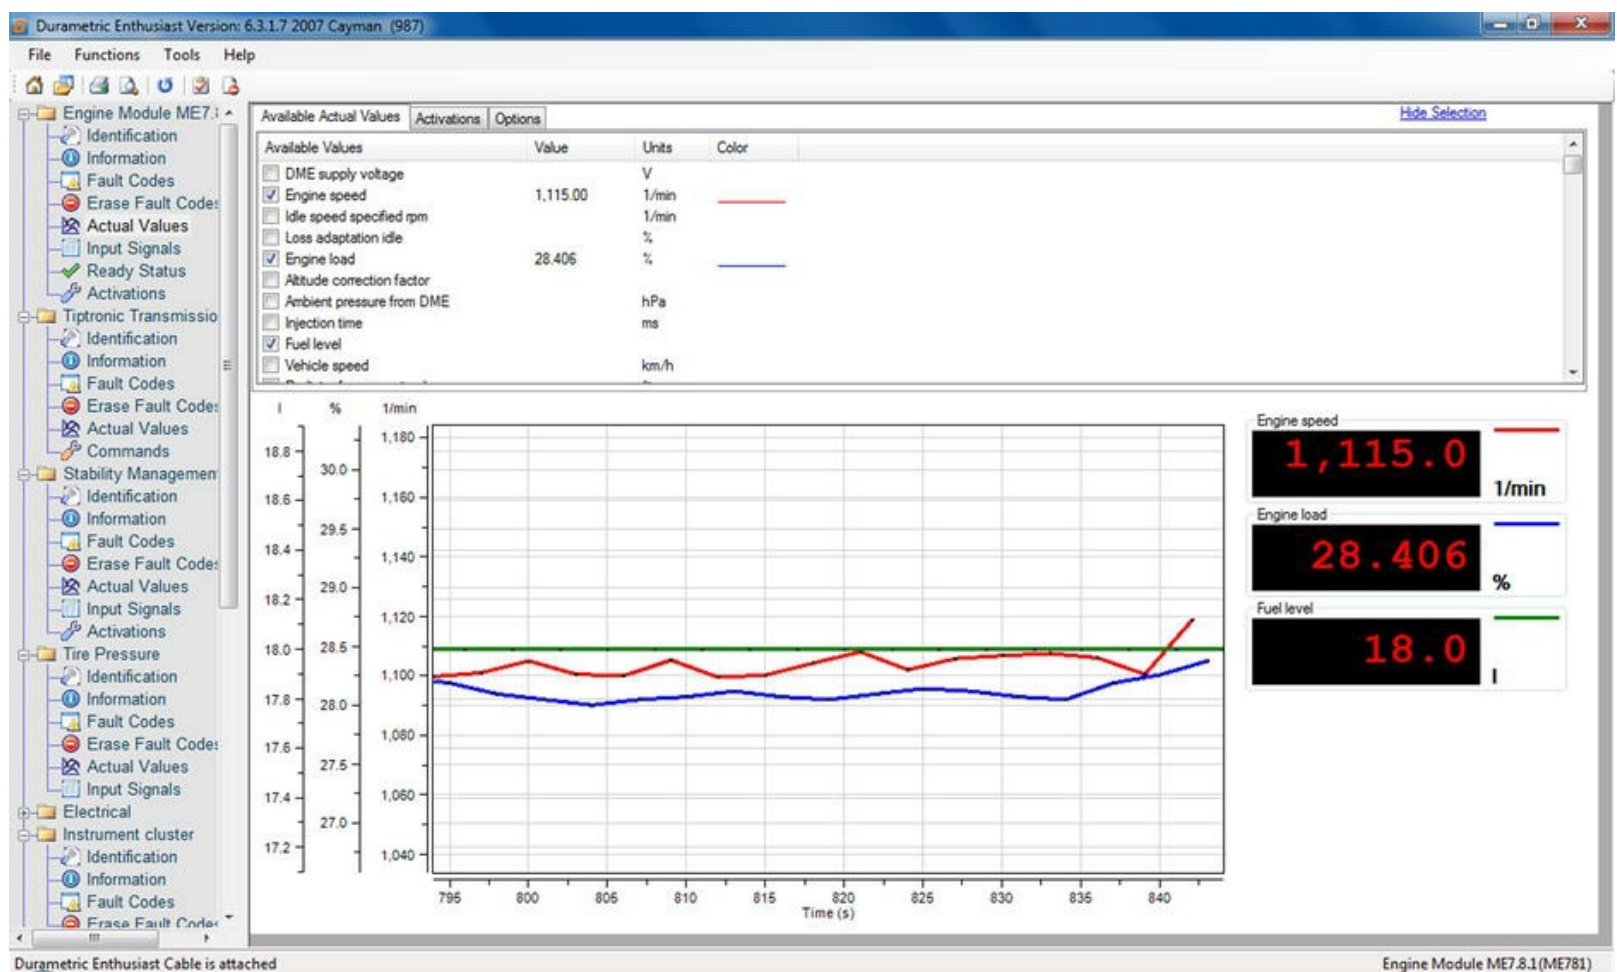 Durametric Enthusiast Version: 6.3.1.7 2007 Cayman (987)
File Functions Tools Help
Engine Module ME7.
Identification
Information
Fault Codes
Erase Fault Codes
Actual Values
Input Signals
Ready Status
Activations
Tiptronic Transmissio
Identification
Information
Fault Codes
Erase Fault Codes
Actual Values
Commands
Stability Managemen
Identification
Information
Fault Codes
Erase Fault Codes
Actual Values
Input Signals
Activations
Tire Pressure
Identification
Information
Fault Codes
Erase Fault Codes
Actual Values
Input Signals
Electrical
Instrument cluster
Identification
Information
Fault Codes
Erase Fault Codes
Available Actual Values Activations Options
Hide Selection
Available Values Value Units Color
DME supply voltage V
Engine speed 1,115.00 1/min
Idle speed specified rpm 1/min
Loss adaptation idle %
Engine load 28.406 %
Altitude correction factor
Ambient pressure from DME hPa
Injection time ms
Fuel level
Vehicle speed km/h
l % 1/min
18.8
18.6
18.4
18.2
18.0
17.8
17.6
17.4
17.2
30.0
29.5
29.0
28.5
28.0
27.5
27.0
1,180
1,160
1,140
1,120
1,100
1,080
1,060
1,040
795 800 805 810 815 820 825 830 835 840
Time (s)
Engine speed
1,115.0
1/min
Engine load
28.406
%
Fuel level
18.0
l
Durametric Enthusiast Cable is attached
Engine Module ME7.8.1(ME781)